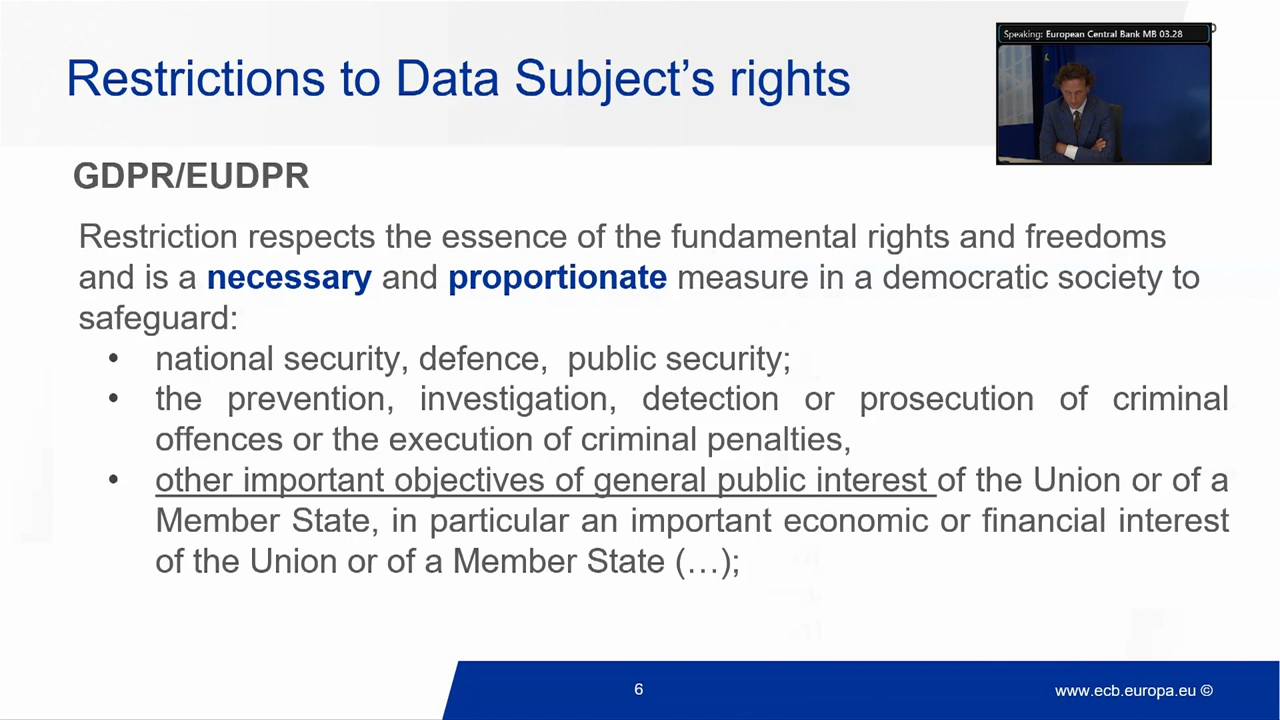 Restrictions to Data Subject's rights
Speaking: European Central Bank MB 03.28
GDPR/EUDPR
Restriction respects the essence of the fundamental rights and freedoms
and is a necessary and proportionate measure in a democratic society to
safeguard:
• national security, defence, public security;
• the prevention, investigation, detection or prosecution of criminal
offences or the execution of criminal penalties,
• other important objectives of general public interest of the Union or of a
Member State, in particular an important economic or financial interest
of the Union or of a Member State (…);
6
www.ecb.europa.eu ©